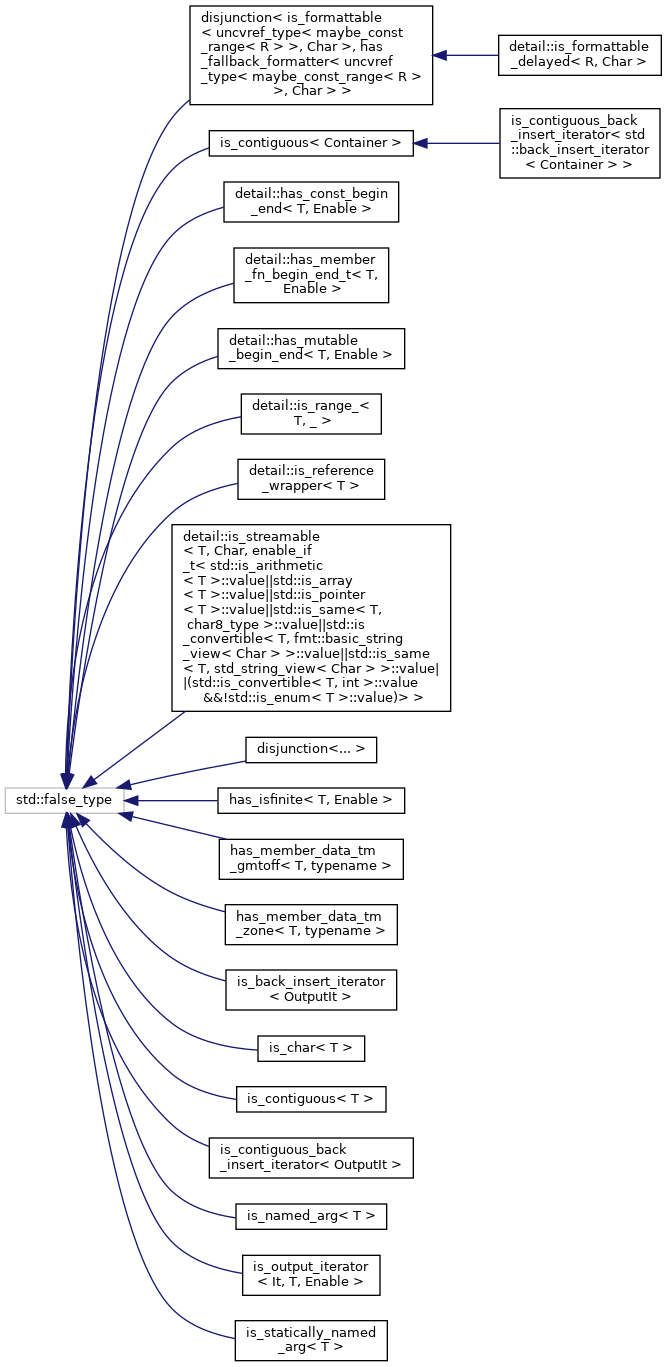 disjunction< is_formattable
< uncvref_type< maybe_const
_range< R > >, Char >, has
_fallback_formatter< uncvref
_type< maybe_const_range< R >
>, Char > >
detail::is_formattable
_delayed< R, Char >
is_contiguous< Container >
is_contiguous_back
_insert_iterator< std
::back_insert_iterator
< Container > >
detail::has_const_begin
_end< T, Enable >
detail::has_member
_fn_begin_end_t< T,
Enable >
detail::has_mutable
_begin_end< T, Enable >
detail::is_range_<
T, _ >
detail::is_reference
_wrapper< T >
detail::is_streamable
< T, Char, enable_if
_t< std::is_arithmetic
< T >::value||std::is_array
< T >::value||std::is_pointer
< T >::value||std::is_same< T,
char8_type >::value||std::is
_convertible< T, fmt::basic_string
_view< Char > >::value||std::is_same
< T, std_string_view< Char > >::value|
|(std::is_convertible< T, int >::value
&&!std::is_enum< T >::value)> >
disjunction<... >
std::false_type
has_isfinite< T, Enable >
has_member_data_tm
_gmtoff< T, typename >
has_member_data_tm
_zone< T, typename >
is_back_insert_iterator
< OutputIt >
is_char< T >
is_contiguous< T >
is_contiguous_back
_insert_iterator< OutputIt >
is_named_arg< T >
is_output_iterator
< It, T, Enable >
is_statically_named
_arg< T >